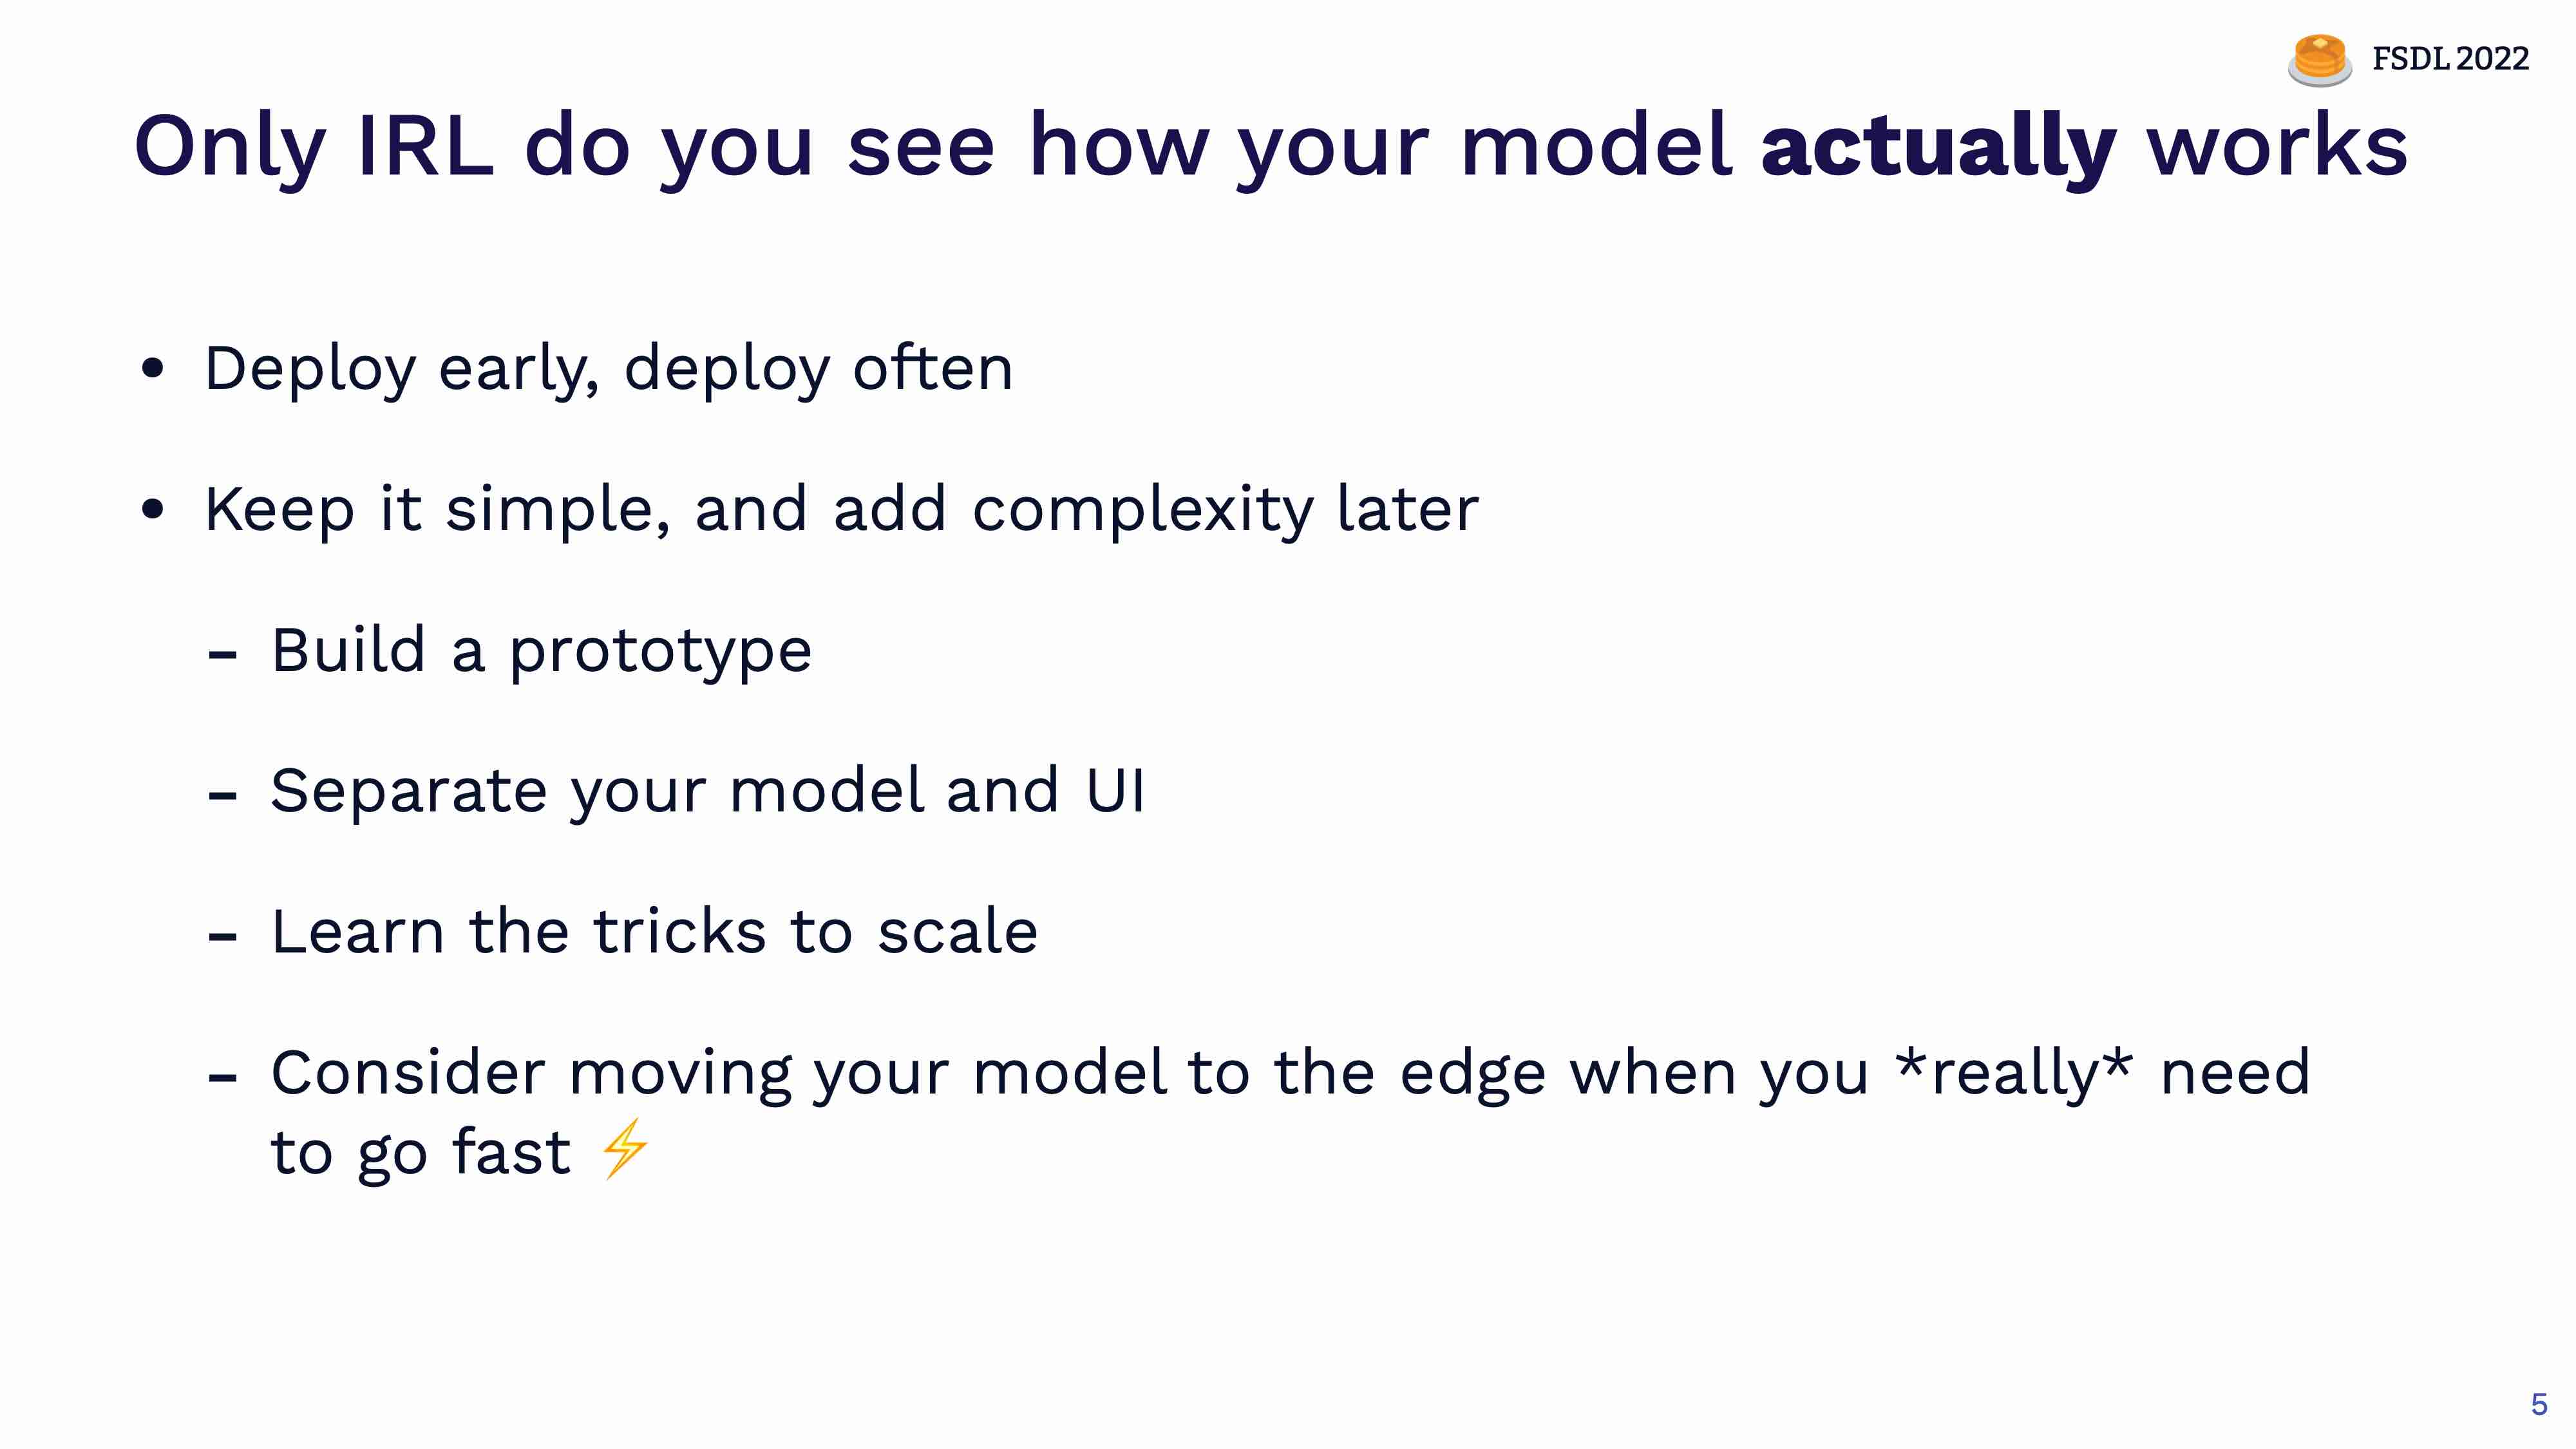 FSDL 2022
Only IRL do you see how your model actually works
• Deploy early, deploy often
• Keep it simple, and add complexity later
- Build a prototype
- Separate your model and UI
- Learn the tricks to scale
- Consider moving your model to the edge when you *really* need
to go fast ⚡
5